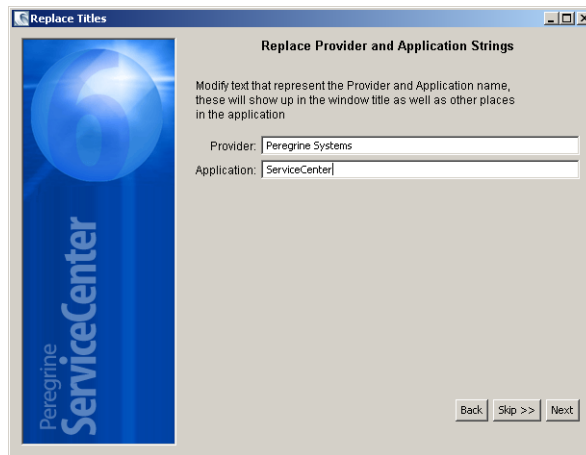 Replace Titles
6
Peregrine
ServiceCenter
Replace Provider and Application Strings
Modify text that represent the Provider and Application name,
these will show up in the window title as well as other places
in the application
Provider: Peregrine Systems
Application: ServiceCenter
Back Skip >> Next